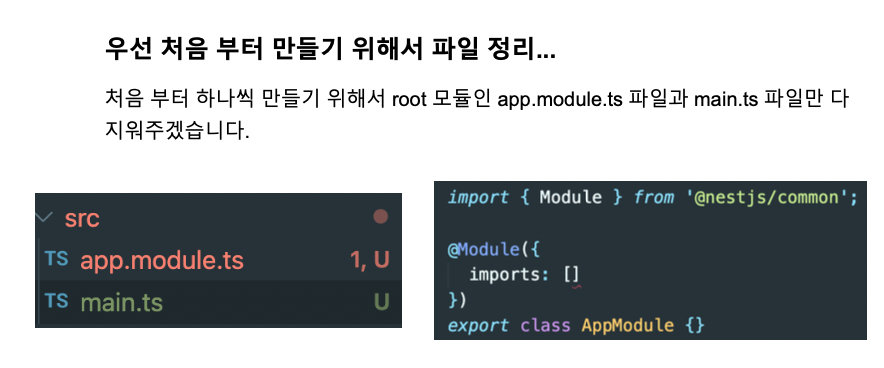 우선 처음 부터 만들기 위해서 파일 정리...
처음 부터 하나씩 만들기 위해서 root 모듈인 app.module.ts 파일과 main.ts 파일만 다
지워주겠습니다.
src
TS app.module.ts 1, U
TS main.ts U
import { Module } from '@nestjs/common';
@Module({
  imports: []
})
export class AppModule {}